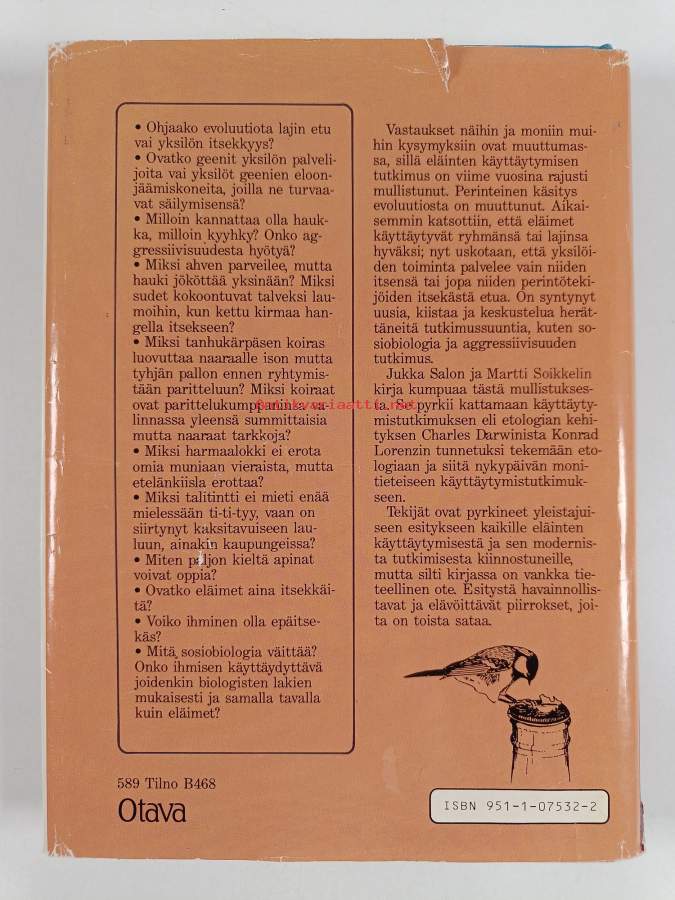 • Ohjaako evoluutiota lajin etu
vai yksilön itsekkyys?
• Ovatko geenit yksilön palveli-
joita vai yksilöt geenien eloon-
jäämiskoneita, joilla ne turvaa-
vat säilymisensä?
• Milloin kannattaa olla hauk-
ka, milloin kyyhky? Onko ag-
gressiivisuudesta hyötyä?
• Miksi ahven parveilee, mutta
hauki jököttää yksinään? Miksi
sudet kokoontuvat talveksi lau-
moihin, kun kettu kirmaa han-
gella itsekseen?
• Miksi tanhukärpäsen koiras
luovuttaa naaraalle ison mutta
tyhjän pallon ennen ryhtymis-
tään paritteluun? Miksi koiraat
ovat parittelukumppaninsa va-
linnassa yleensä summittaisia
mutta naaraat tarkkoja?
• Miksi harmaalokki ei erota
omia muniaan vieraista, mutta
etelänkiisla erottaa?
• Miksi talitintti ei mieti enää
mielessään ti-ti-tyy, vaan on
siirtynyt kaksitavuiseen lau-
luun, ainakin kaupungeissa?
• Miten paljon kieltä apinat
voivat oppia?
• Ovatko eläimet aina itsekkäi-
tä?
• Voiko ihminen olla epäitse-
käs?
• Mitä sosiobiologia väittää?
Onko ihmisen käyttäydyttävä
joidenkin biologisten lakien
mukaisesti ja samalla tavalla
kuin eläimet?
Vastaukset näihin ja moniin mui-
hin kysymyksiin ovat muuttumas-
sa, sillä eläinten käyttäytymisen
tutkimus on viime vuosina rajusti
mullistunut. Perinteinen käsitys
evoluutiosta on muuttunut. Aikai-
semmin katsottiin, että eläimet
käyttäytyvät ryhmänsä tai lajinsa
hyväksi; nyt uskotaan, että yksilöi-
den toiminta palvelee vain niiden
itsensä tai jopa niiden perintöteki-
jöiden itsekästä etua. On syntynyt
uusia, kiistaa ja keskustelua herät-
täneitä tutkimussuuntia, kuten so-
siobiologia ja aggressiivisuuden
tutkimus.
Jukka Salon ja Martti Soikkelin
kirja kumpuaa tästä mullistukses-
ta. Se pyrkii kattamaan käyttäyty-
mistutkimuksen eli etologian kehi-
tyksen Charles Darwinista Konrad
Lorenzin tunnetuksi tekemään eto-
logiaan ja siitä nykypäivän moni-
tieteiseen käyttäytymistutkimuk-
seen.
Tekijät ovat pyrkineet yleistajui-
seen esitykseen kaikille eläinten
käyttäytymisestä ja sen modernis-
ta tutkimisesta kiinnostuneille,
mutta silti kirjassa on vankka tie-
teellinen ote. Esitystä havainnollis-
tavat ja elävöittävät piirrokset, joi-
ta on toista sataa.
antikvariaatti.net
589 Tilno B468
Otava
ISBN 951-1-07532-2